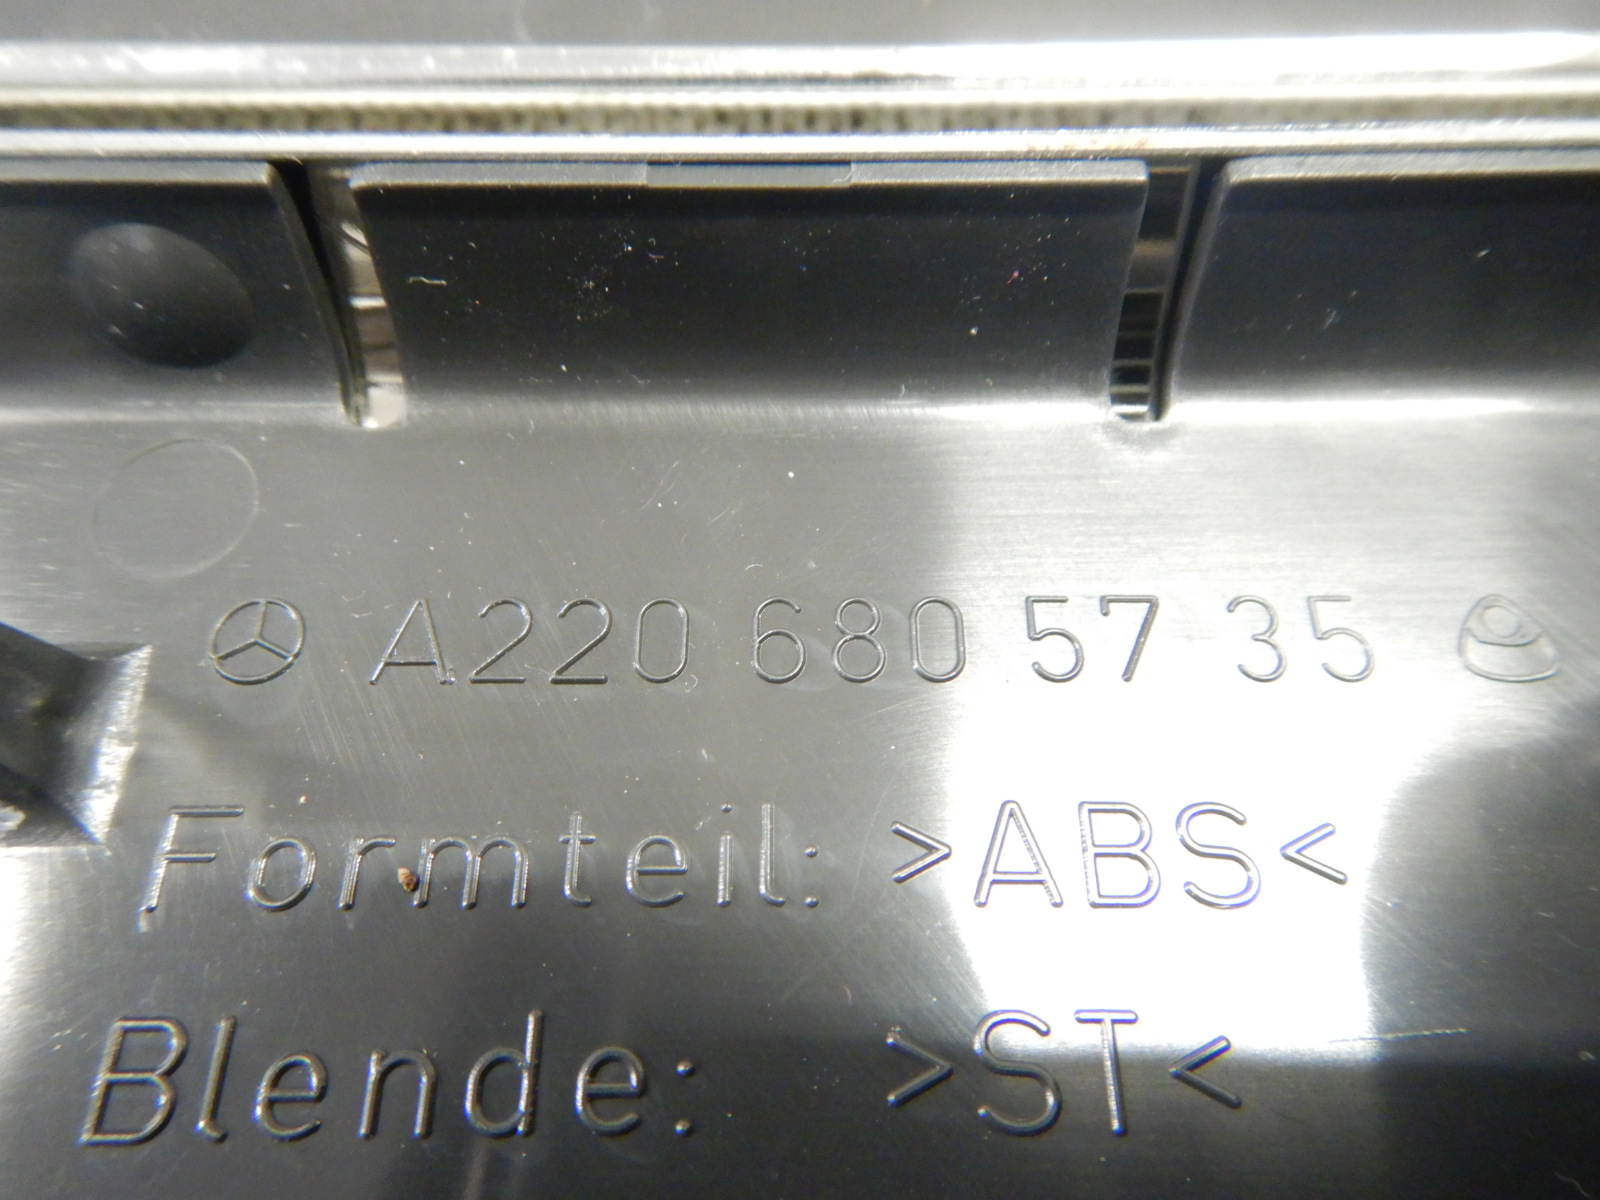 A220 680 57 35
Formteil: >ABS<
Blende: >ST<